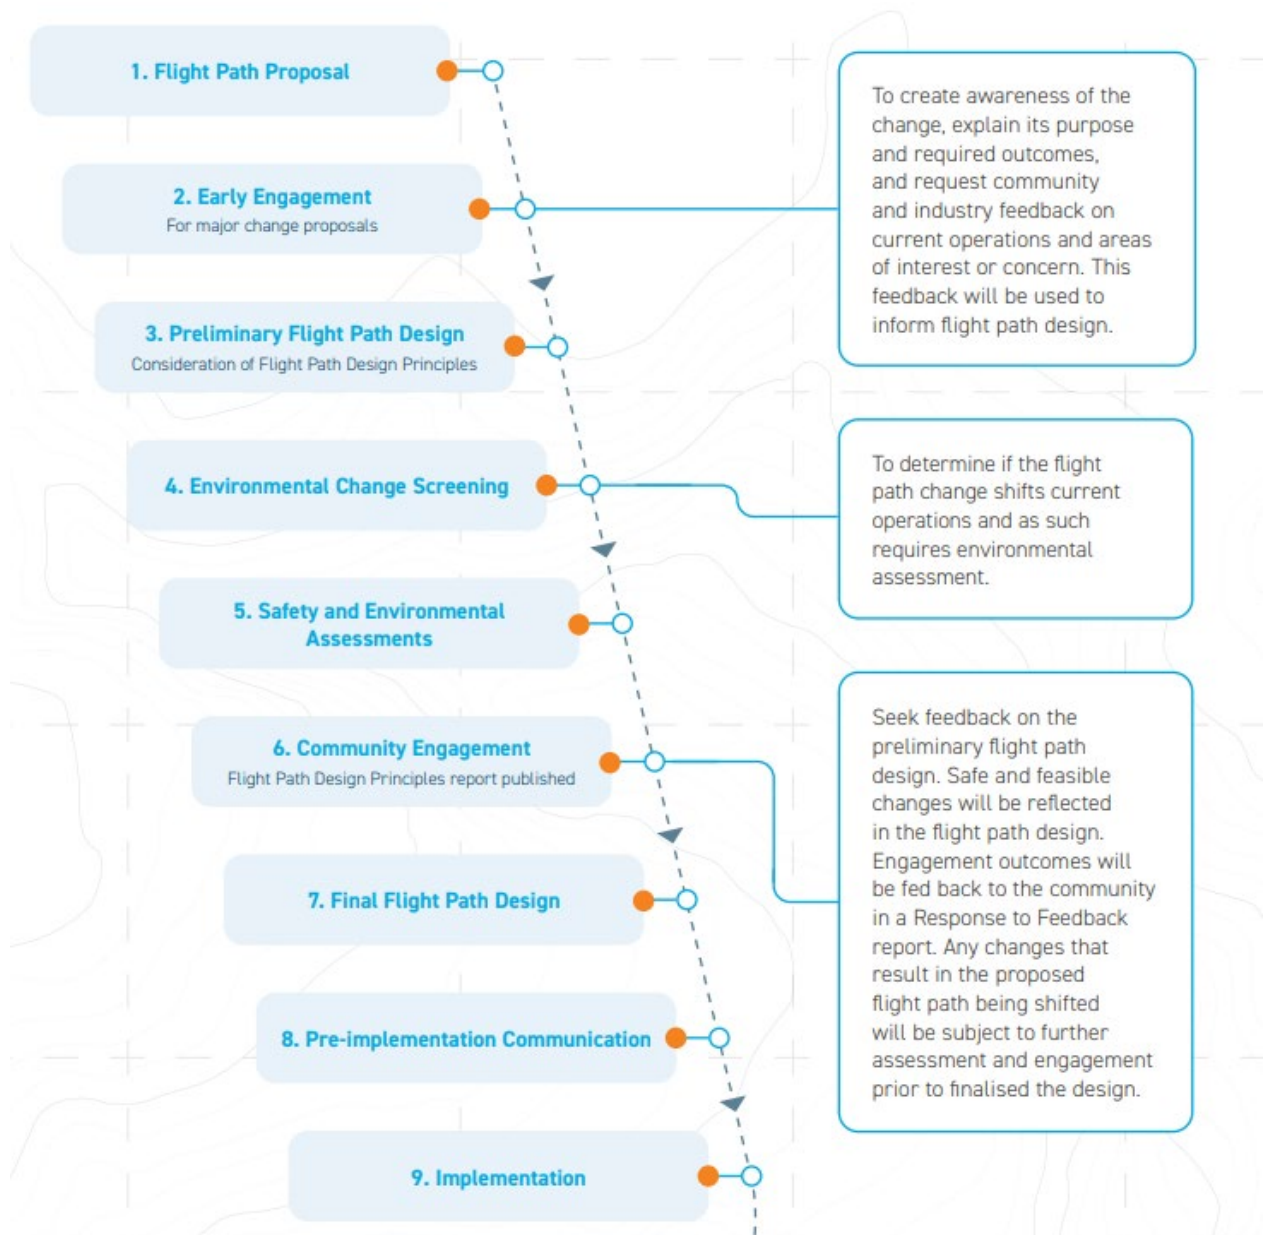 1. Flight Path Proposal
To create awareness of the
change, explain its purpose
and required outcomes,
and request community
and industry feedback on
current operations and areas
of interest or concern. This
feedback will be used to
inform flight path design.
2. Early Engagement
For major change proposals
3. Preliminary Flight Path Design
Consideration of Flight Path Design Principles
4. Environmental Change Screening
To determine if the flight
path change shifts current
operations and as such
requires environmental
assessment.
5. Safety and Environmental
Assessments
6. Community Engagement
Flight Path Design Principles report published
Seek feedback on the
preliminary flight path
design. Safe and feasible
changes will be reflected
in the flight path design.
Engagement outcomes will
be fed back to the community
in a Response to Feedback
report. Any changes that
result in the proposed
flight path being shifted
will be subject to further
assessment and engagement
prior to finalised the design.
7. Final Flight Path Design
8. Pre-implementation Communication
9. Implementation